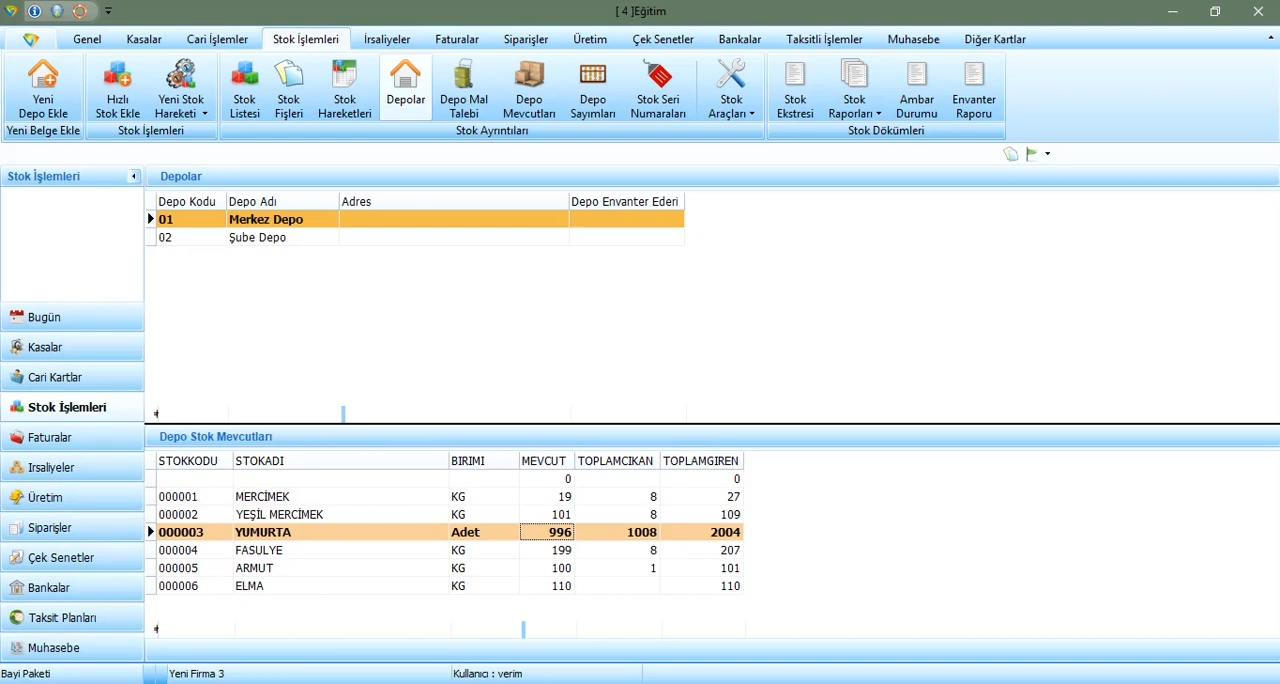 [ 4 ]Eğitim
Genel Kasalar Cari İşlemler Stok İşlemleri İrsaliyeler Faturalar Siparişler Üretim Çek Senetler Bankalar Taksitli İşlemler Muhasebe Diğer Kartlar
Yeni Depo Ekle
Hızlı Stok Ekle
Yeni Stok Hareketi
Stok Listesi
Stok Fişleri
Stok Hareketleri
Depolar
Depo Mal Talebi
Depo Mevcutları
Depo Sayımları
Stok Seri Numaraları
Stok Araçları
Stok Ekstresi
Stok Raporları
Ambar Durumu
Envanter Raporu
Yeni Belge Ekle Stok İşlemleri Stok Ayrıntıları Stok Dökümleri
Stok İşlemleri
Depolar
Depo Kodu Depo Adı Adres Depo Envanter Ederi
01 Merkez Depo
02 Şube Depo
Bugün
Kasalar
Cari Kartlar
Stok İşlemleri
Faturalar
Irsaliyeler
Üretim
Siparişler
Çek Senetler
Bankalar
Taksit Planları
Muhasebe
Depo Stok Mevcutları
STOKKODU STOKADI BIRIMI MEVCUT TOPLAMCIKAN TOPLAMGIREN
0 0
000001 MERCİMEK KG 19 8 27
000002 YEŞİL MERCİMEK KG 101 8 109
000003 YUMURTA Adet 996 1008 2004
000004 FASULYE KG 199 8 207
000005 ARMUT KG 100 1 101
000006 ELMA KG 110 110
Bayi Paketi Yeni Firma 3 Kullanıcı : verim